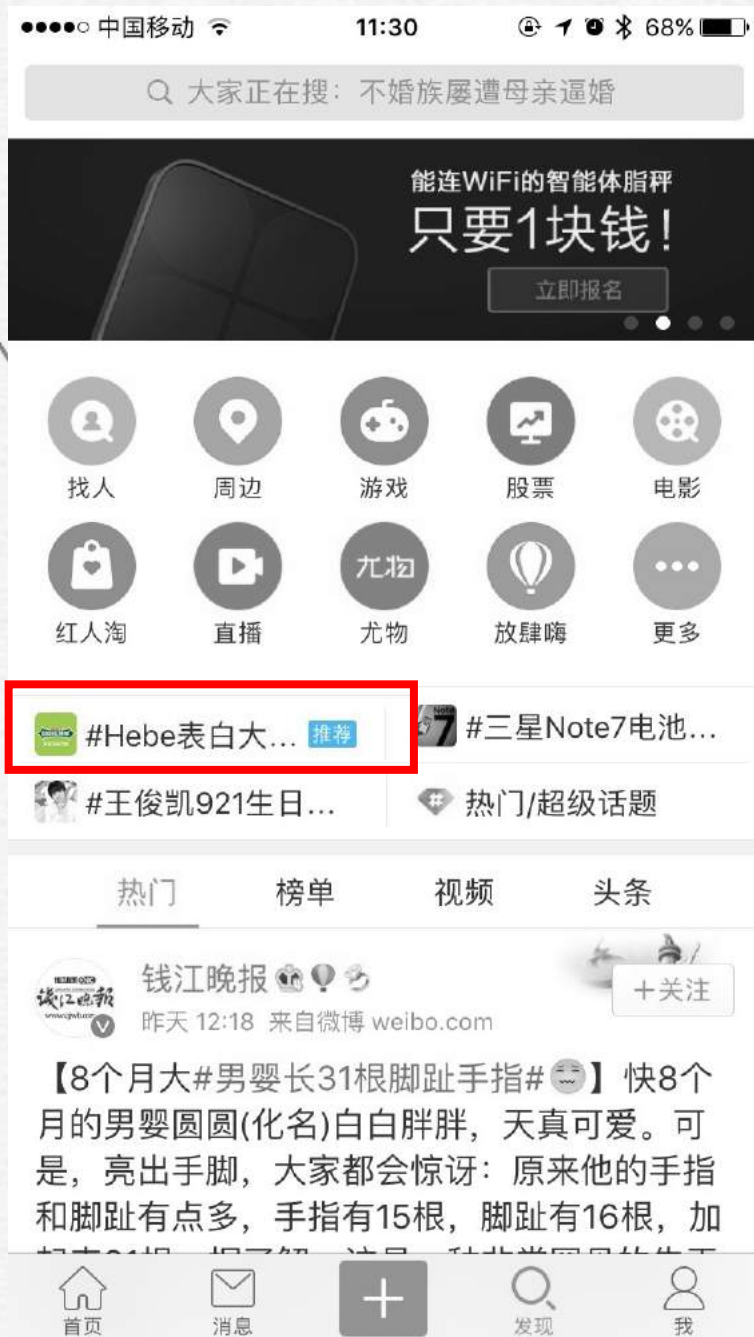 中国移动 11:30 68%
大家正在搜：不婚族屡遭母亲逼婚
能连WiFi的智能体脂秤
只要1块钱！
立即报名
找人 周边 游戏 股票 电影
尤物
红人淘 直播 尤物 放肆嗨 更多
#Hebe表白大... 推荐 #三星Note7电池...
#王俊凯921生日... 热门/超级话题
热门 榜单 视频 头条
钱江晚报
+关注
昨天 12:18 来自微博 weibo.com
【8个月大#男婴长31根脚趾手指#】快8个
月的男婴圆圆(化名)白白胖胖，天真可爱。可
是，亮出手脚，大家都会惊讶：原来他的手指
和脚趾有点多，手指有15根，脚趾有16根，加
首页 消息 发现 我